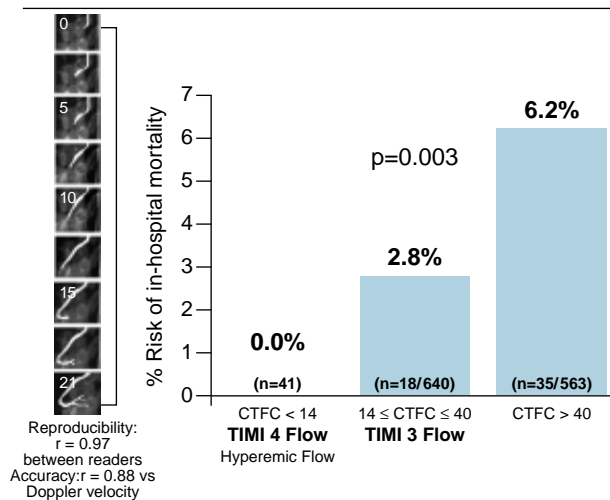 0
5
10
15
21
Reproducibility:
r = 0.97
between readers
Accuracy:r = 0.88 vs
Doppler velocity
% Risk of in-hospital mortality
7
6
5
4
3
2
1
0
p=0.003
0.0%
2.8%
6.2%
(n=41)
(n=18/640)
(n=35/563)
CTFC < 14
TIMI 4 Flow
Hyperemic Flow
14 ≤ CTFC ≤ 40
TIMI 3 Flow
CTFC > 40